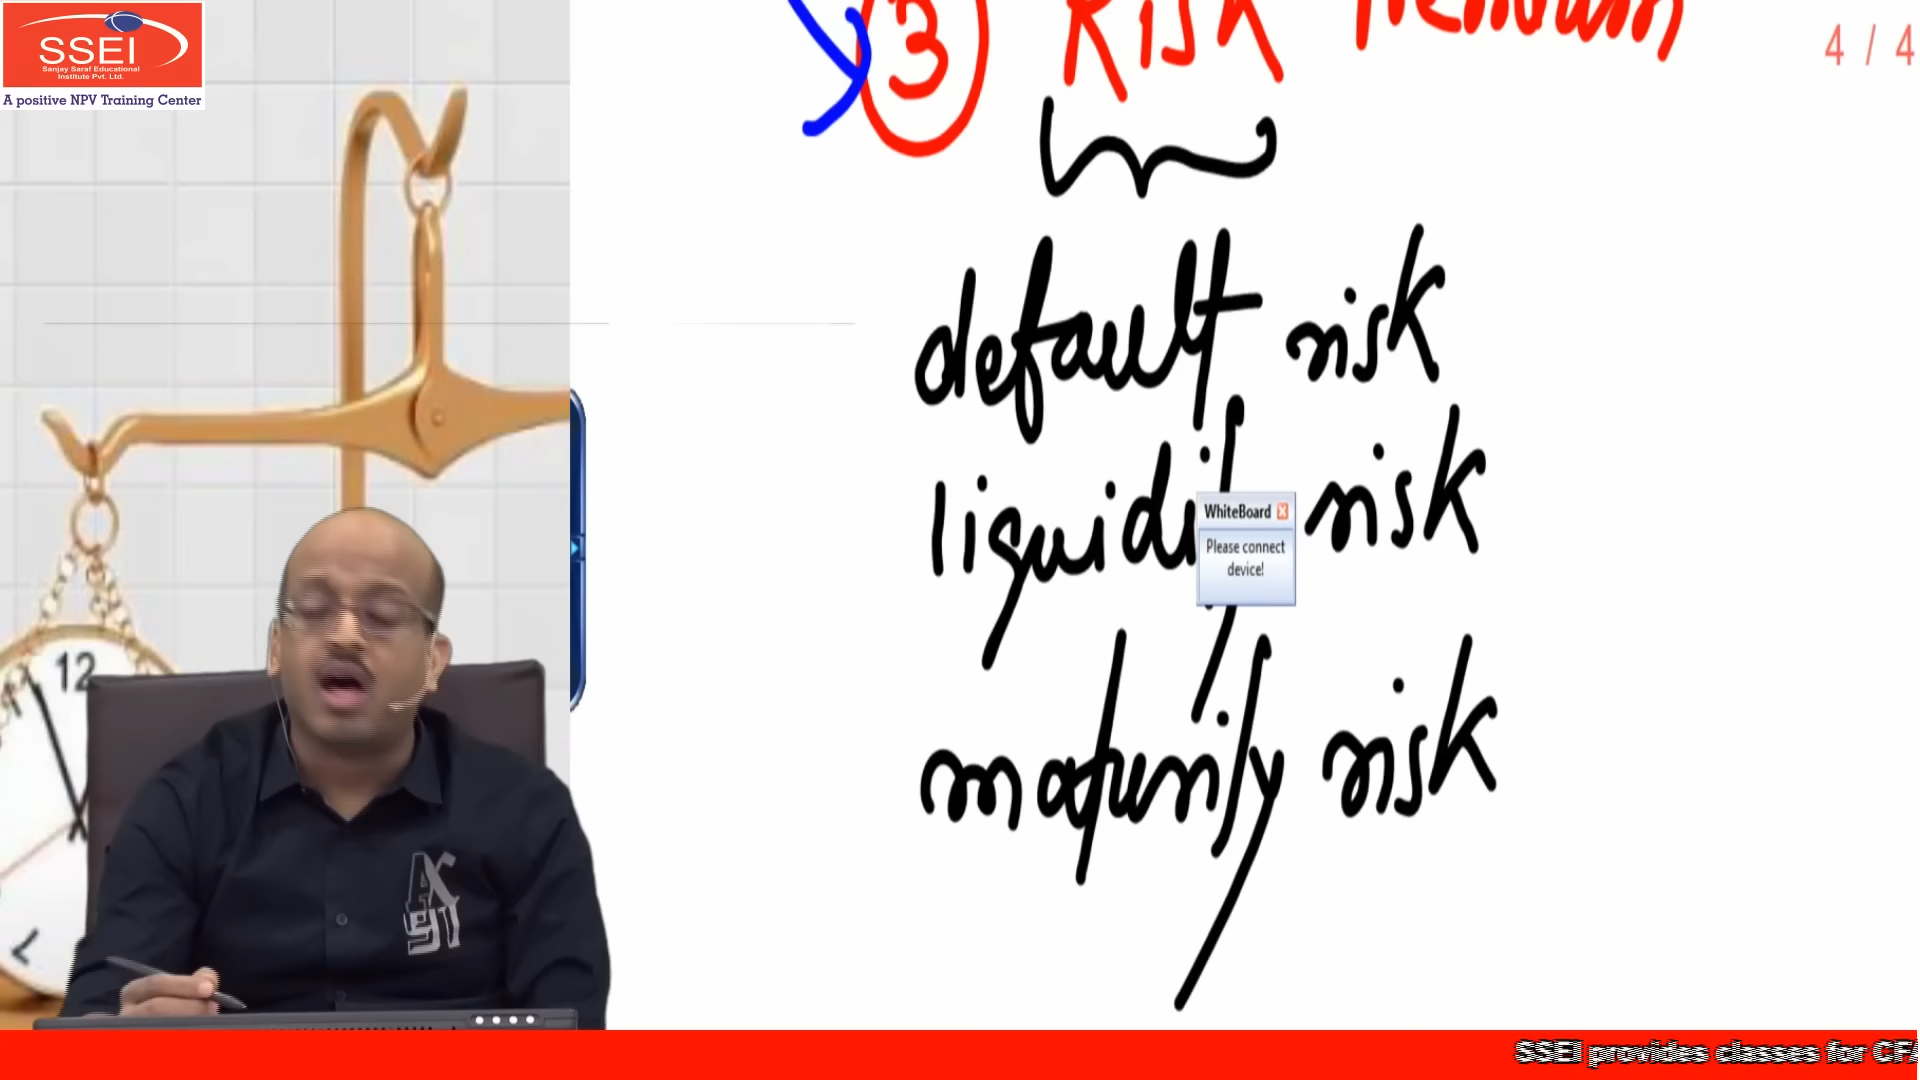 SSEI
Sanjay Saraf Educational
Institute Pvt. Ltd.
A positive NPV Training Center
3 Risk Premium
4 / 4
default risk
liquidity risk
WhiteBoard
Please connect
device!
maturity risk
12
SSEI provides classes for CFA